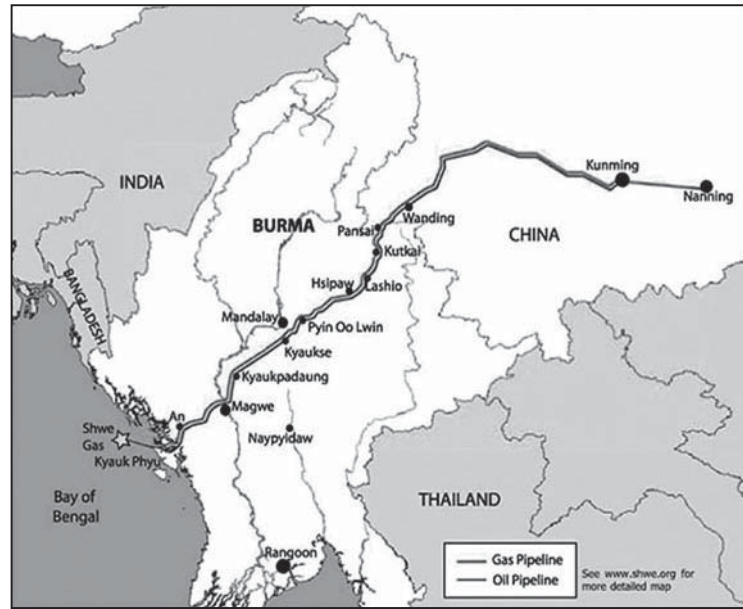 INDIA
BURMA
BANGLADESH
CHINA
Kunming
Nanning
Wanding
Pansai
Kutkai
Hsipaw
Lashio
Mandalay
Pyin Oo Lwin
Kyaukse
Kyaukpadaung
An
Magwe
Shwe
Gas
Kyauk Phyu
Naypyidaw
Bay of
Bengal
THAILAND
Rangoon
Gas Pipeline
Oil Pipeline
See www.shwe.org for
more detailed map